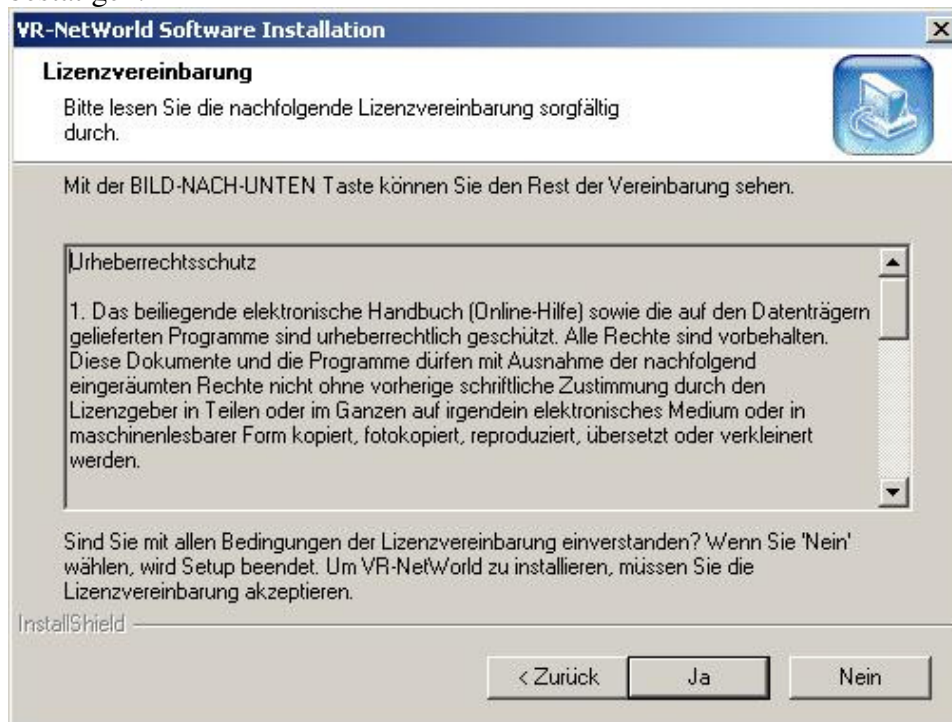 VR-NetWorld Software Installation
Lizenzvereinbarung
Bitte lesen Sie die nachfolgende Lizenzvereinbarung sorgfältig
durch.
Mit der BILD-NACH-UNTEN Taste können Sie den Rest der Vereinbarung sehen.
Urheberrechtsschutz
1. Das beiliegende elektronische Handbuch (Online-Hilfe) sowie die auf den Datenträgern
gelieferten Programme sind urheberrechtlich geschützt. Alle Rechte sind vorbehalten.
Diese Dokumente und die Programme dürfen mit Ausnahme der nachfolgend
eingeräumten Rechte nicht ohne vorherige schriftliche Zustimmung durch den
Lizenzgeber in Teilen oder im Ganzen auf irgendein elektronisches Medium oder in
maschinenlesbarer Form kopiert, fotokopiert, reproduziert, übersetzt oder verkleinert
werden.
Sind Sie mit allen Bedingungen der Lizenzvereinbarung einverstanden? Wenn Sie 'Nein'
wählen, wird Setup beendet. Um VR-NetWorld zu installieren, müssen Sie die
Lizenzvereinbarung akzeptieren.
InstallShield
< Zurück
Ja
Nein